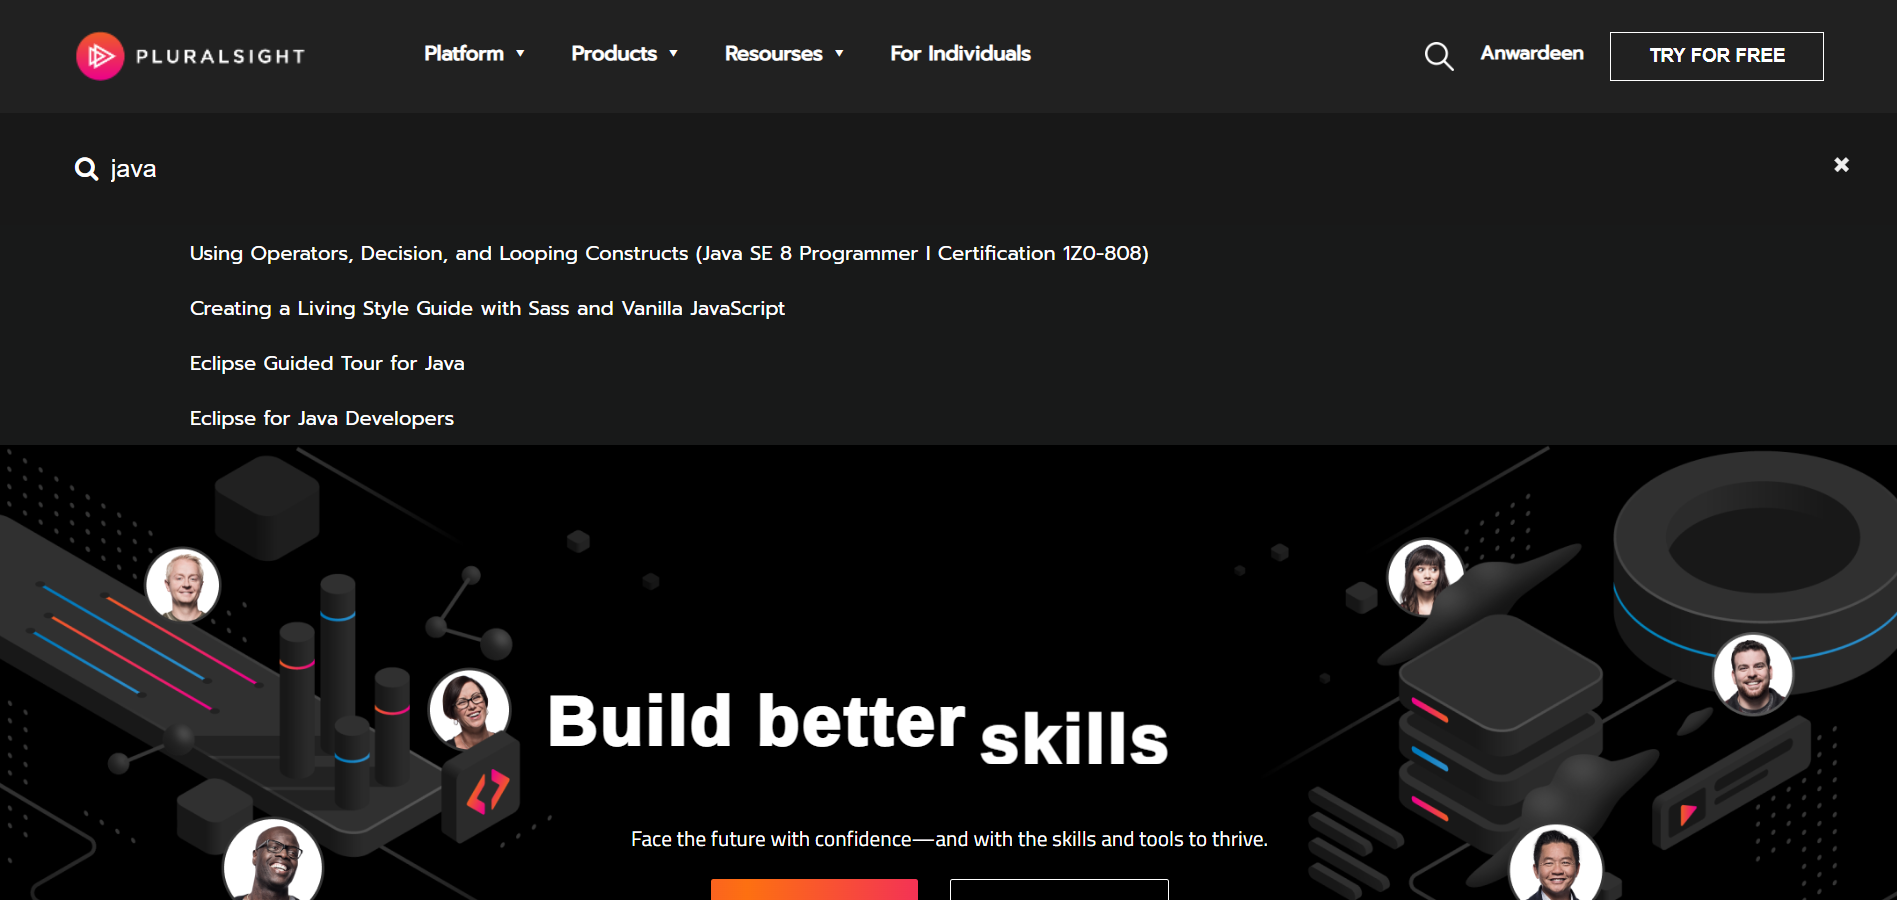 PLURALSIGHT
Platform Products Resourses For Individuals Anwardeen TRY FOR FREE
java
Using Operators, Decision, and Looping Constructs (Java SE 8 Programmer I Certification 1Z0-808)
Creating a Living Style Guide with Sass and Vanilla JavaScript
Eclipse Guided Tour for Java
Eclipse for Java Developers
Build better skills
Face the future with confidence—and with the skills and tools to thrive.